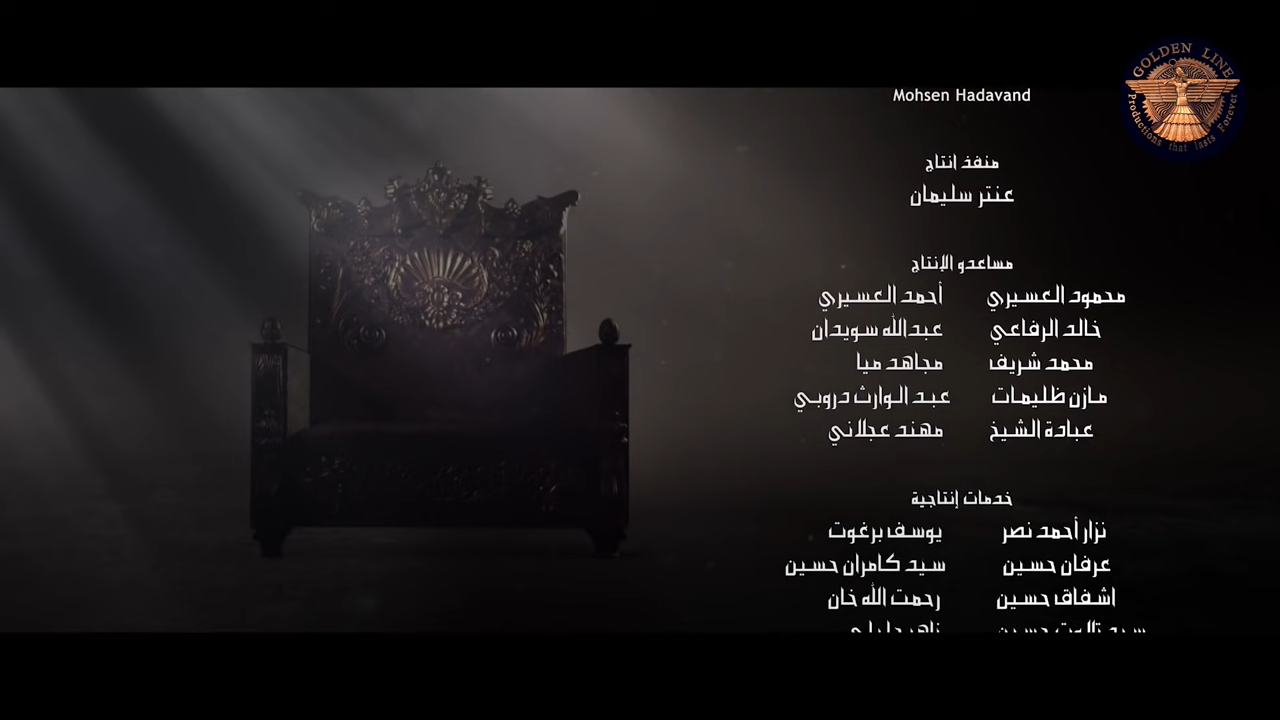 GOLDEN LINE
Productions that lasts Forever
Mohsen Hadavand
منفذ انتاج
عنتر سليمان
مساعدو الإنتاج
محمود العسيري أحمد العسيري
خالد الرفاعي عبدالله سويدان
محمد شريف مجاهد ميا
مازن ظليمات عبد الوارث دروبي
عبادة الشيخ مهند عجلاني
خدمات إنتاجية
نزار أحمد نصر يوسف برغوت
عرفان حسين سيد كامران حسين
اشفاق حسين رحمت الله خان